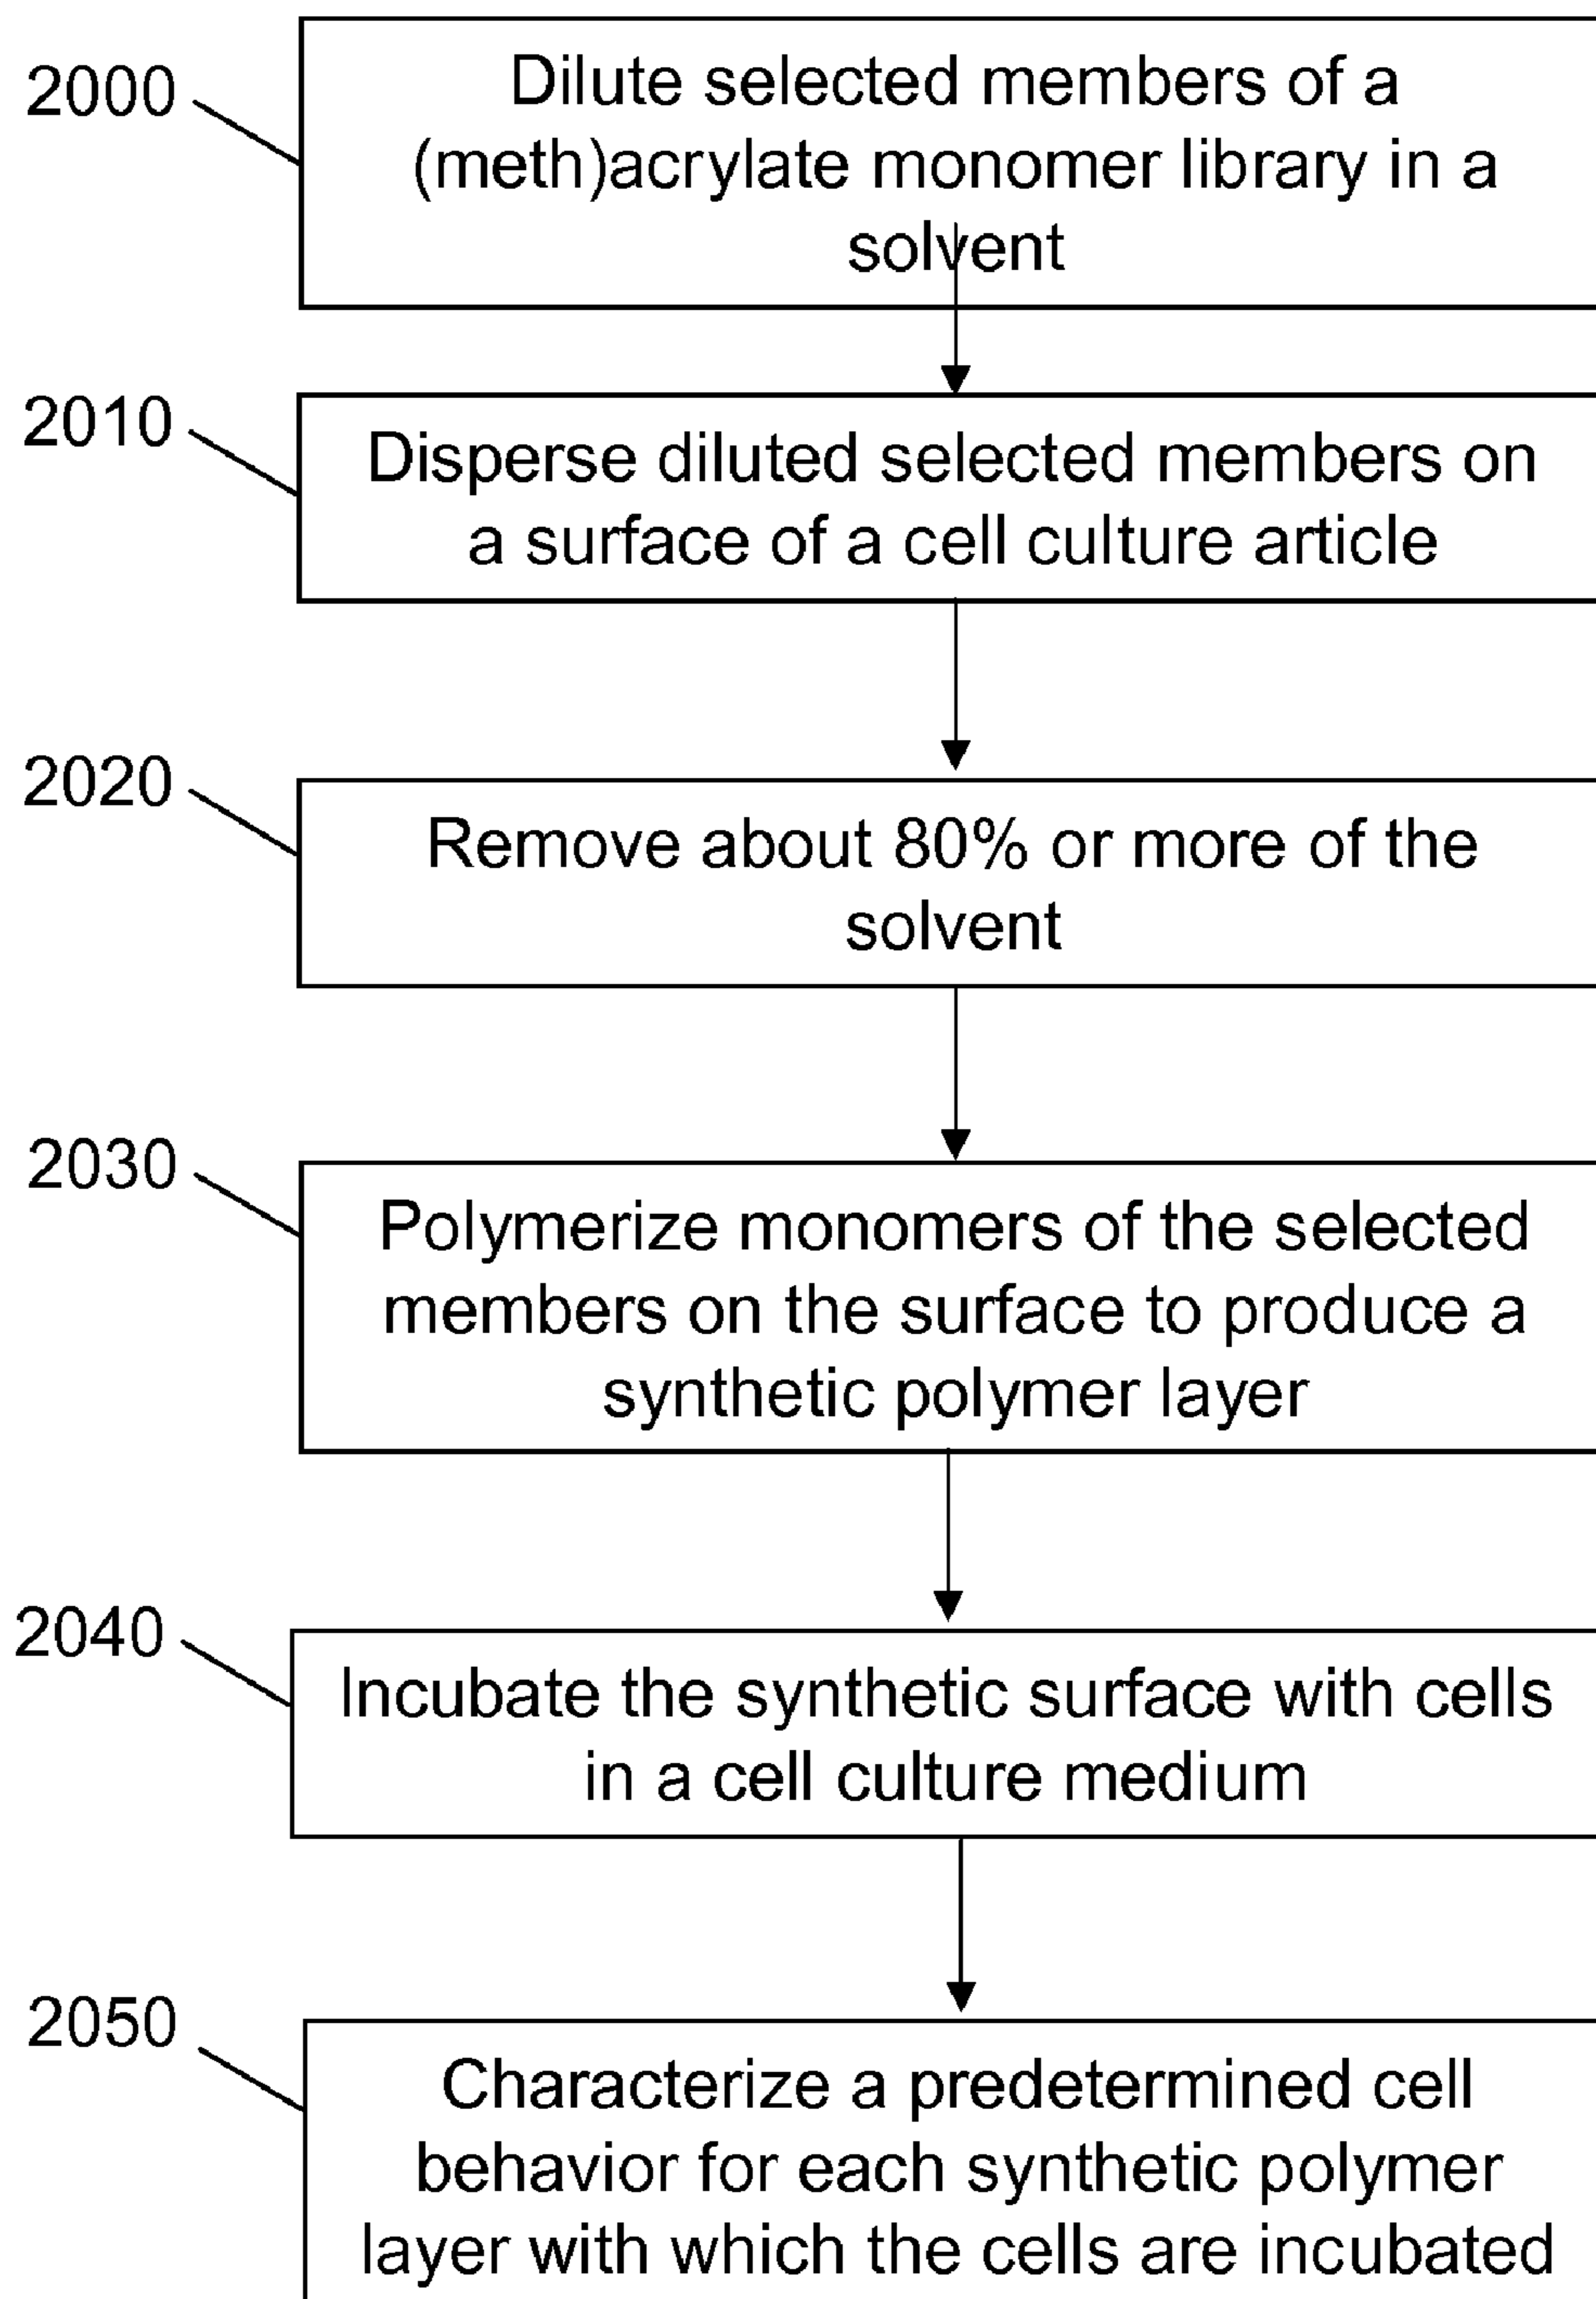 2000
Dilute selected members of a
(meth)acrylate monomer library in a
solvent
2010
Disperse diluted selected members on
a surface of a cell culture article
2020
Remove about 80% or more of the
solvent
2030
Polymerize monomers of the selected
members on the surface to produce a
synthetic polymer layer
2040
Incubate the synthetic surface with cells
in a cell culture medium
2050
Characterize a predetermined cell
behavior for each synthetic polymer
layer with which the cells are incubated